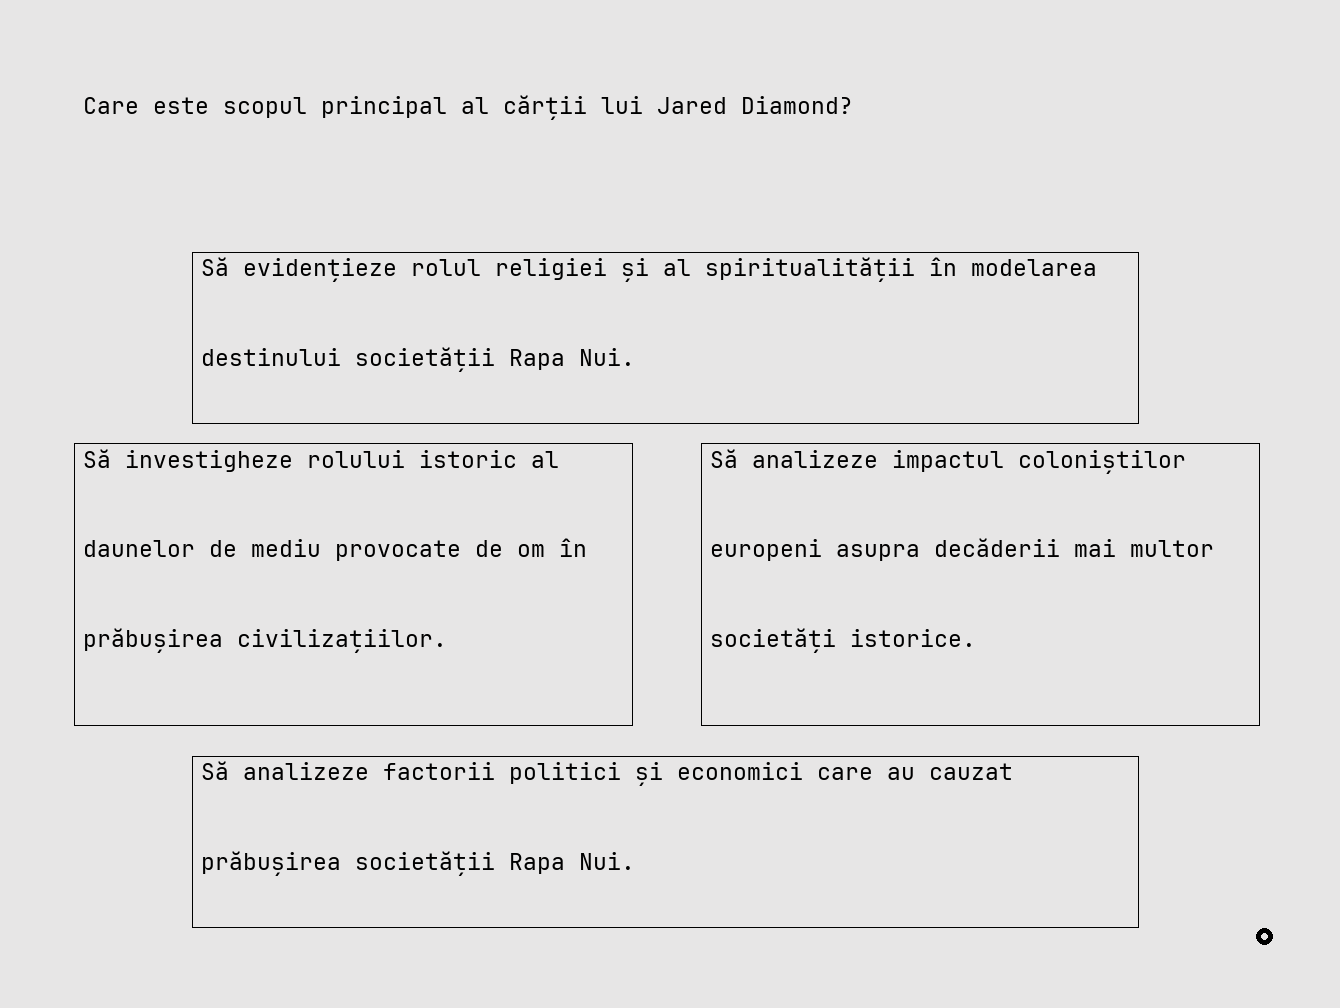 Care este scopul principal al cărții lui Jared Diamond?
Să evidențieze rolul religiei și al spiritualității în modelarea
destinului societății Rapa Nui.
Să investigheze rolului istoric al
daunelor de mediu provocate de om în
prăbușirea civilizațiilor.
Să analizeze impactul coloniștilor
europeni asupra decăderii mai multor
societăți istorice.
Să analizeze factorii politici și economici care au cauzat
prăbușirea societății Rapa Nui.